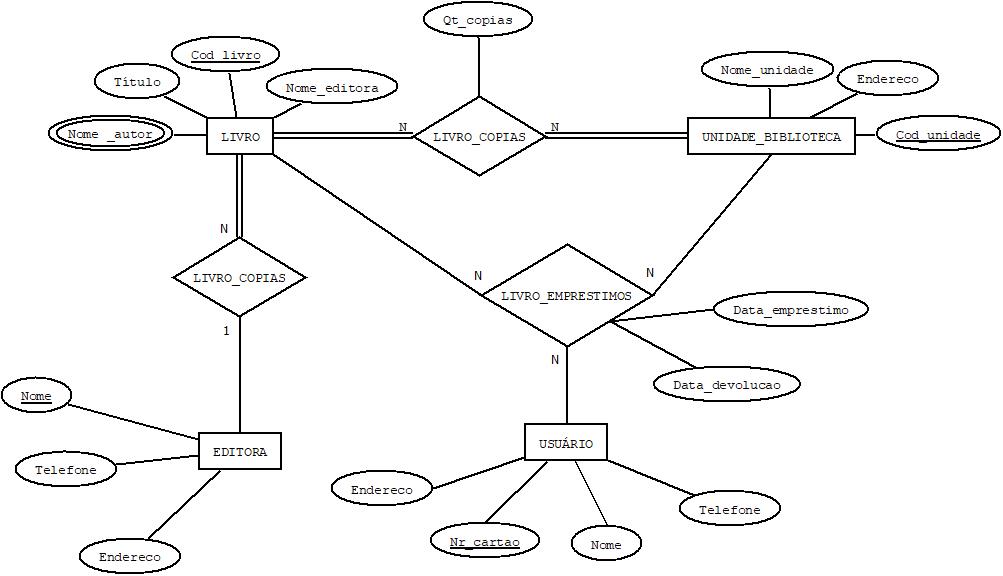 Qt_copias
Cod_livro
Título
Nome_editora
Nome_unidade
Endereco
Nome _autor
LIVRO
N
LIVRO_COPIAS
N
UNIDADE_BIBLIOTECA
Cod_unidade
N
LIVRO_COPIAS
1
N
N
LIVRO_EMPRESTIMOS
N
Data_emprestimo
Data_devolucao
Nome
EDITORA
Telefone
Endereco
USUÁRIO
Endereco
Nr_cartao
Nome
Telefone